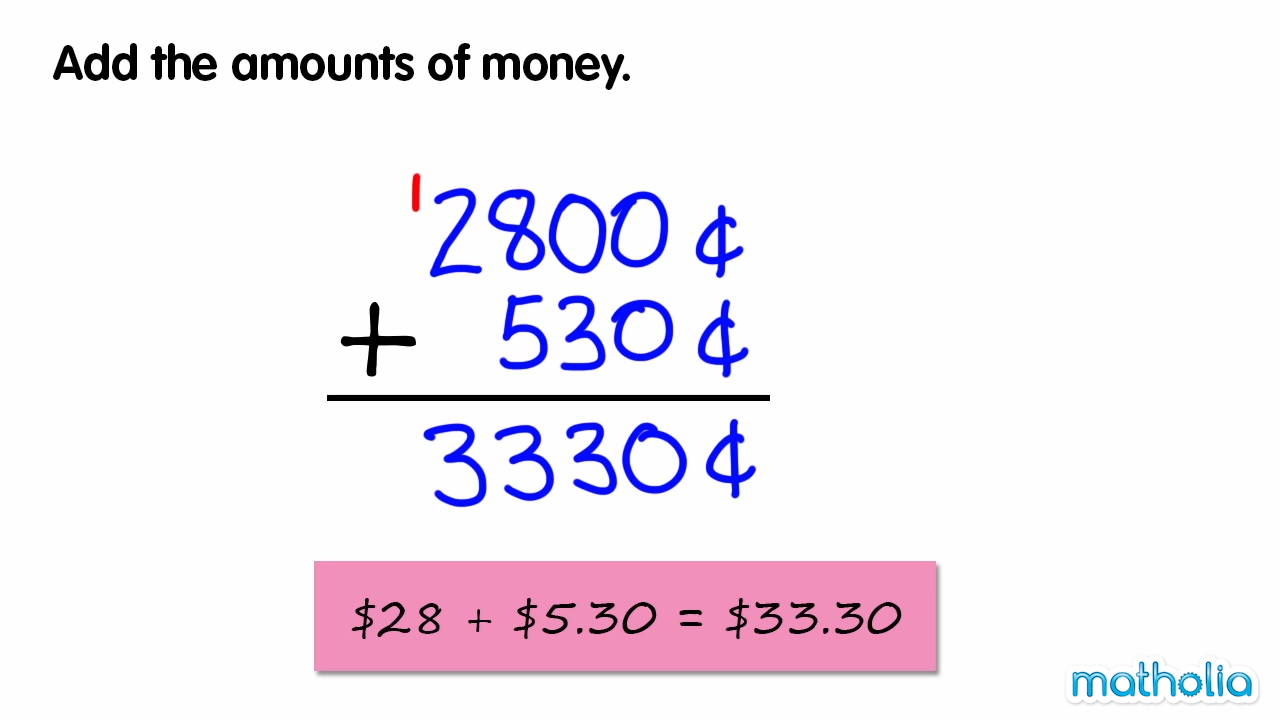 Add the amounts of money.
1
2800 ¢
+ 530 ¢
3330 ¢
$28 + $5.30 = $33.30
matholia